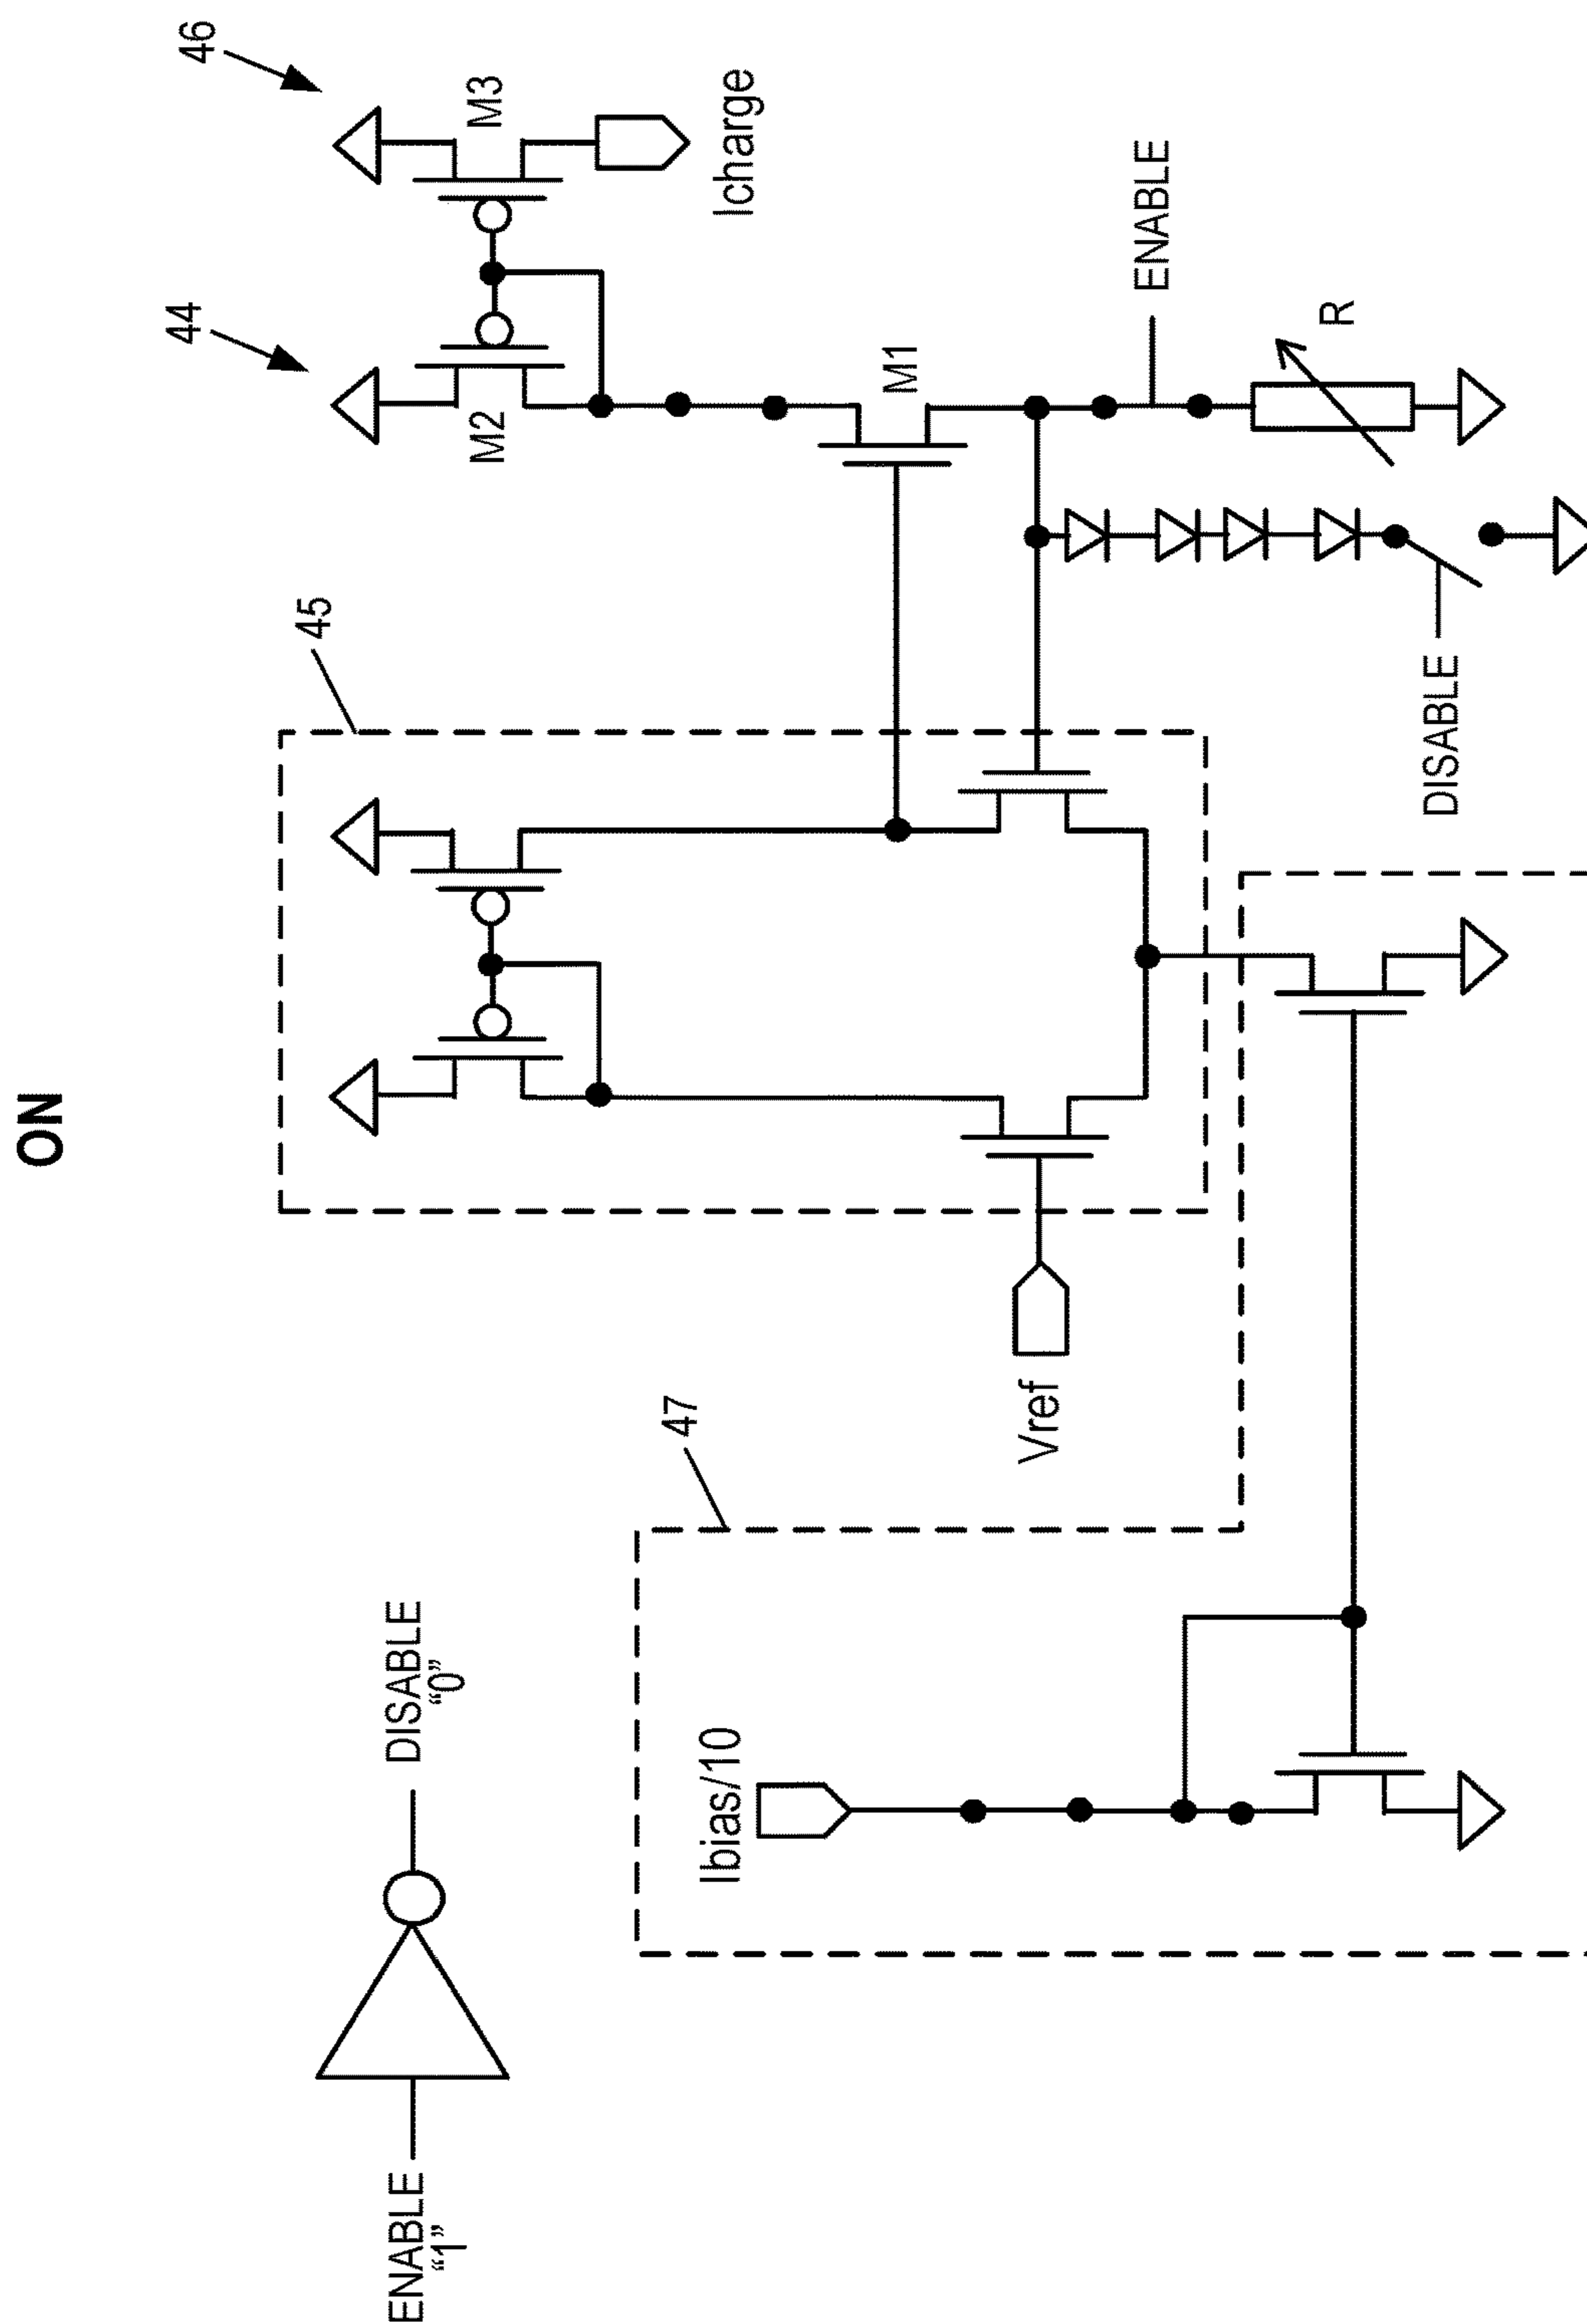 ON
ENABLE
“1”
DISABLE
“0”
47
Ibias/10
Vref
45
44
46
M2
M3
Icharge
M1
ENABLE
R
DISABLE